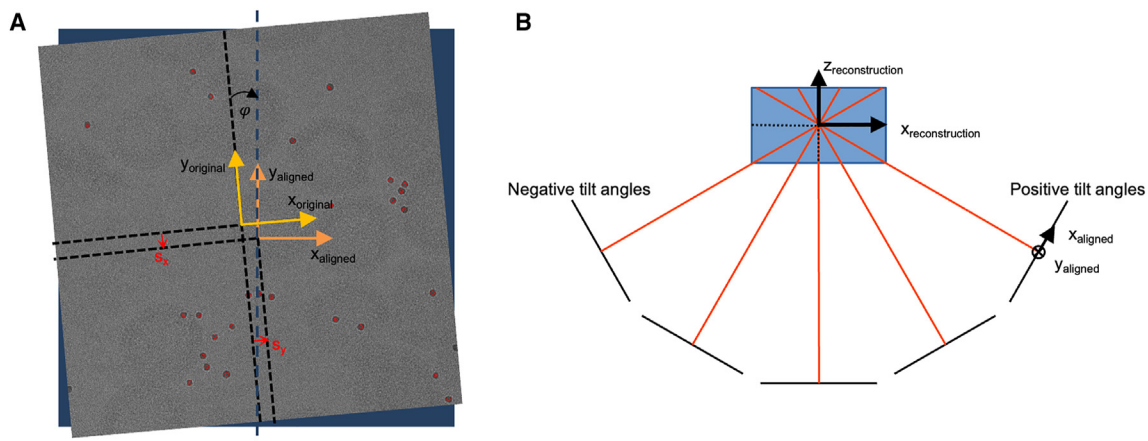 A
φ
y_original
y_aligned
x_original
x_aligned
s_x
s_y
B
z_reconstruction
x_reconstruction
Negative tilt angles
Positive tilt angles
x_aligned
y_aligned